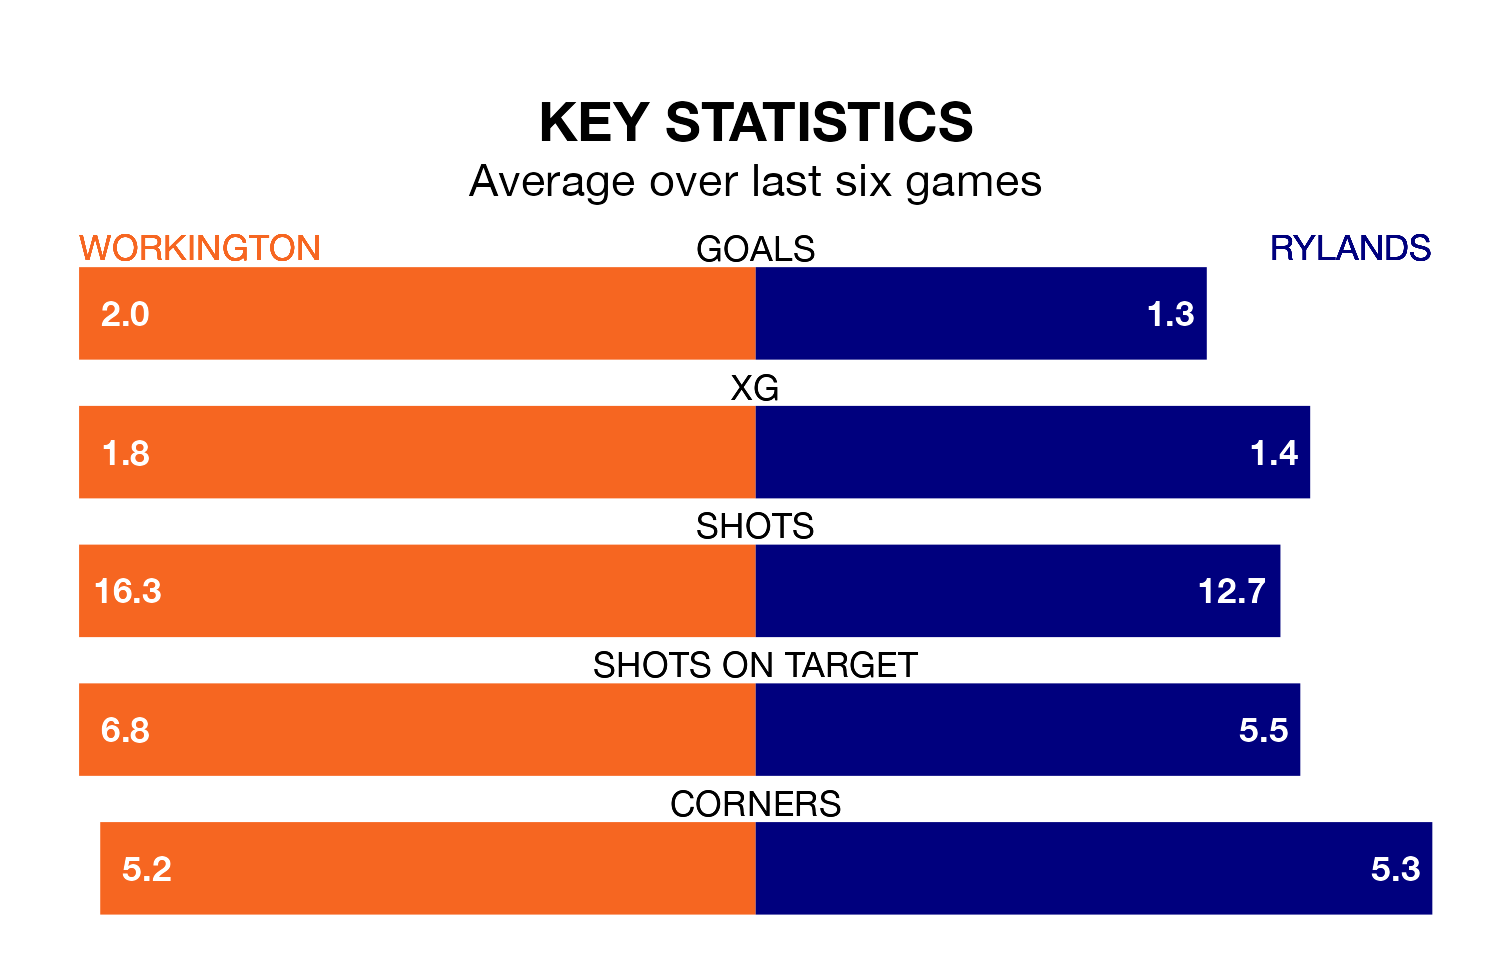 KEY STATISTICS
Average over last six games
WORKINGTON GOALS RYLANDS
2.0 1.3
XG
1.8 1.4
SHOTS
16.3 12.7
SHOTS ON TARGET
6.8 5.5
CORNERS
5.2 5.3